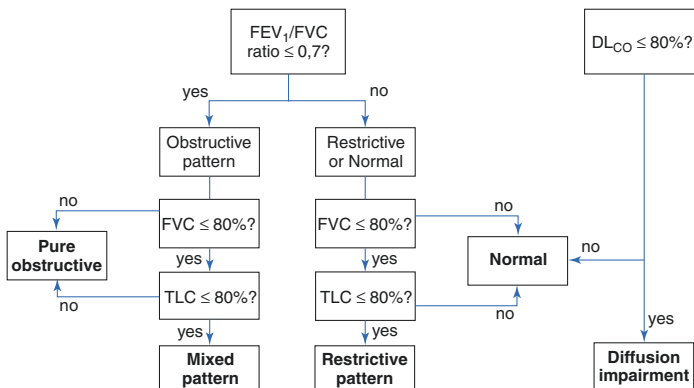 FEV1/FVC
ratio ≤ 0,7?
DLCO ≤ 80%?
yes
no
Obstructive
pattern
Restrictive
or Normal
no
FVC ≤ 80%?
FVC ≤ 80%?
no
Pure
obstructive
yes
yes
Normal
no
no
TLC ≤ 80%?
TLC ≤ 80%?
no
yes
yes
yes
Mixed
pattern
Restrictive
pattern
Diffusion
impairment